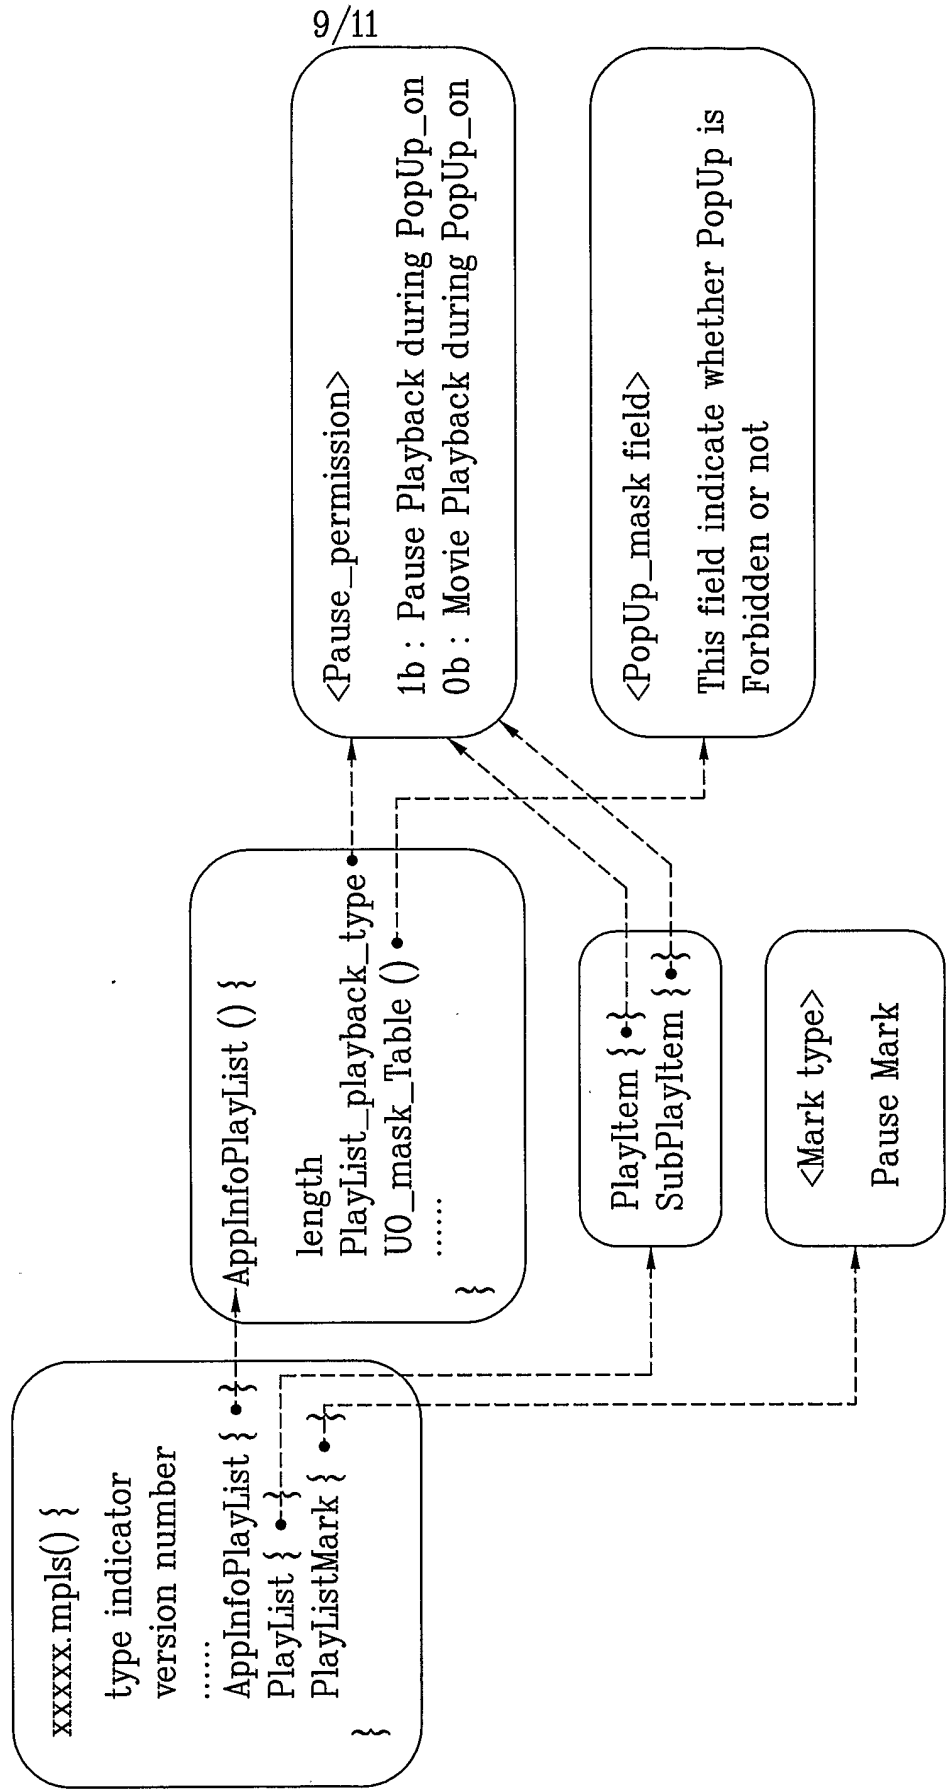 9/11
xxxxx.mpls() {
type indicator
version number
......
AppInfoPlayList { }
PlayList { }
PlayListMark { }
}
AppInfoPlayList () {
length
PlayList_playback_type
UO_mask_Table ()
......
}
PlayItem { }
SubPlayItem { }
<Mark type>
Pause Mark
<Pause_permission>
1b : Pause Playback during PopUp_on
0b : Movie Playback during PopUp_on
<PopUp_mask field>
This field indicate whether PopUp is
Forbidden or not